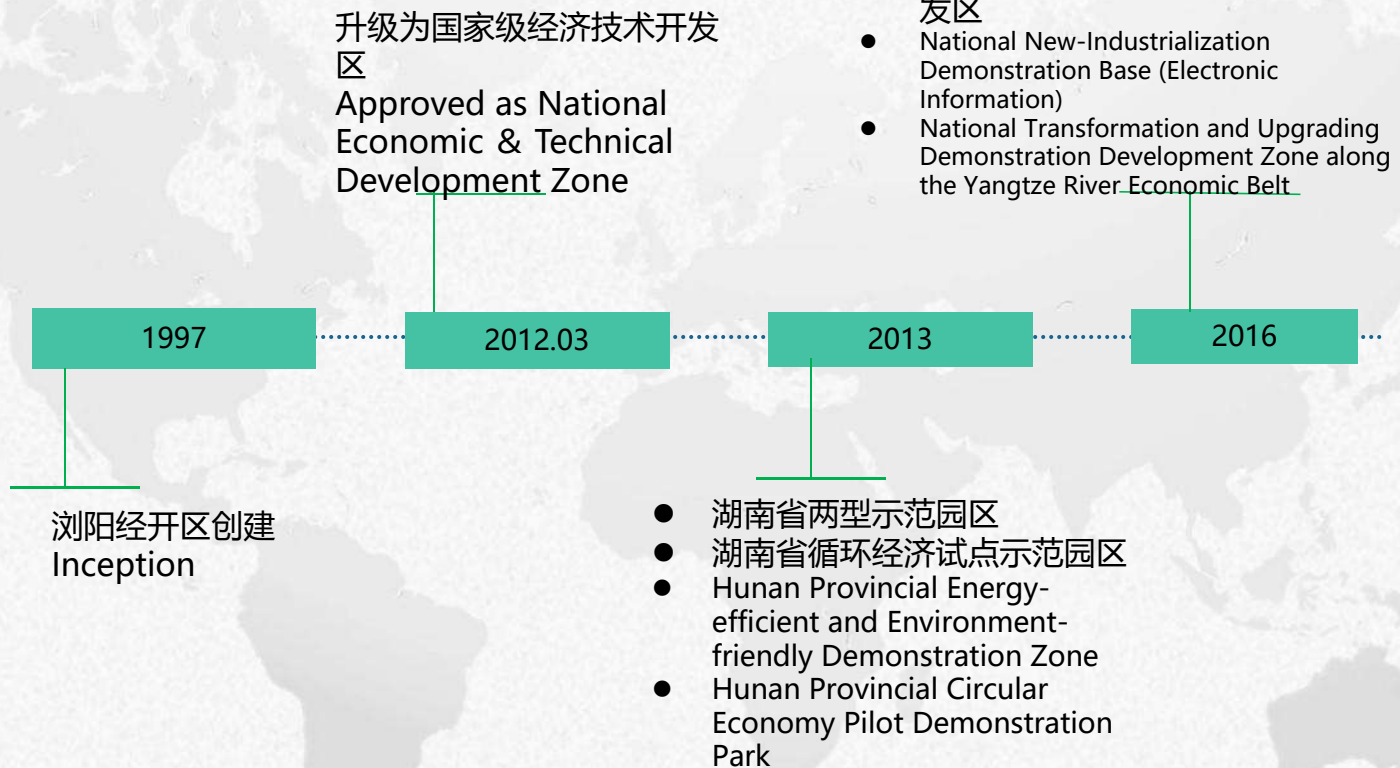 升级为国家级经济技术开发
区
Approved as National
Economic & Technical
Development Zone
发区
● National New-Industrialization
Demonstration Base (Electronic
Information)
● National Transformation and Upgrading
Demonstration Development Zone along
the Yangtze River Economic Belt
1997
2012.03
2013
2016
浏阳经开区创建
Inception
● 湖南省两型示范园区
● 湖南省循环经济试点示范园区
● Hunan Provincial Energy-
efficient and Environment-
friendly Demonstration Zone
● Hunan Provincial Circular
Economy Pilot Demonstration
Park